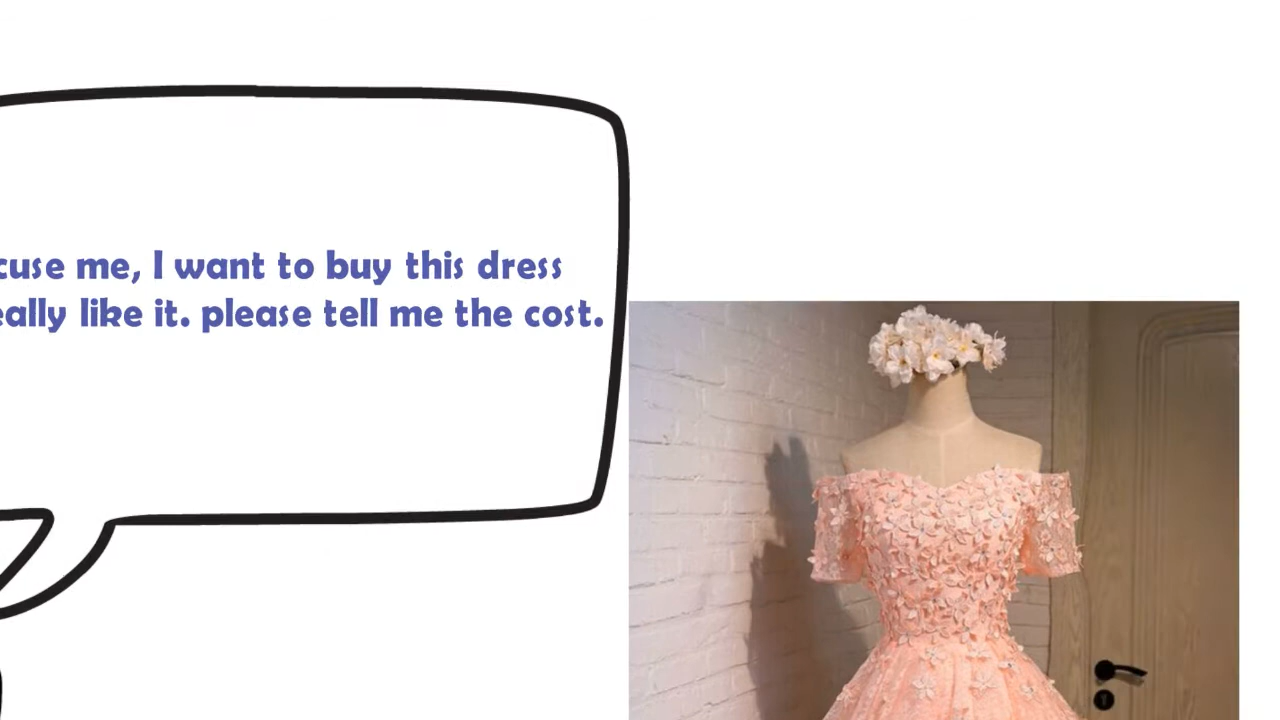 cuse me, I want to buy this dress
eally like it. please tell me the cost.